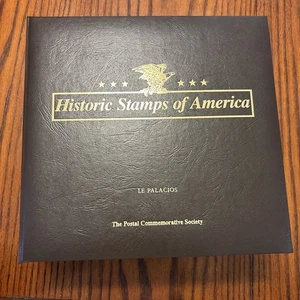 Historic Stamps of America
LE PALACIOS
The Postal Commemorative Society